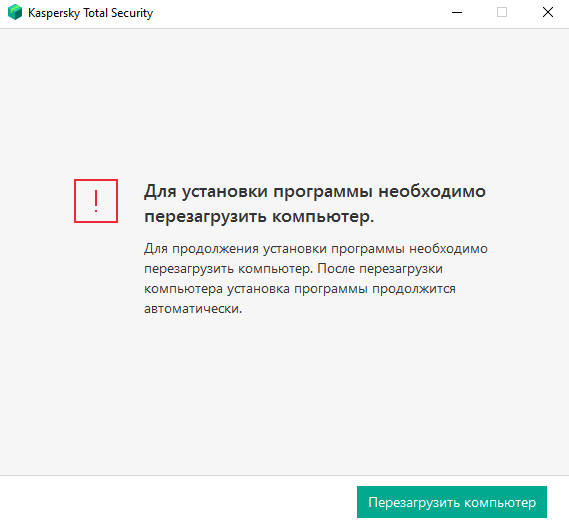 Kaspersky Total Security
!
Для установки программы необходимо
перезагрузить компьютер.
Для продолжения установки программы необходимо
перезагрузить компьютер. После перезагрузки
компьютера установка программы продолжится
автоматически.
Перезагрузить компьютер